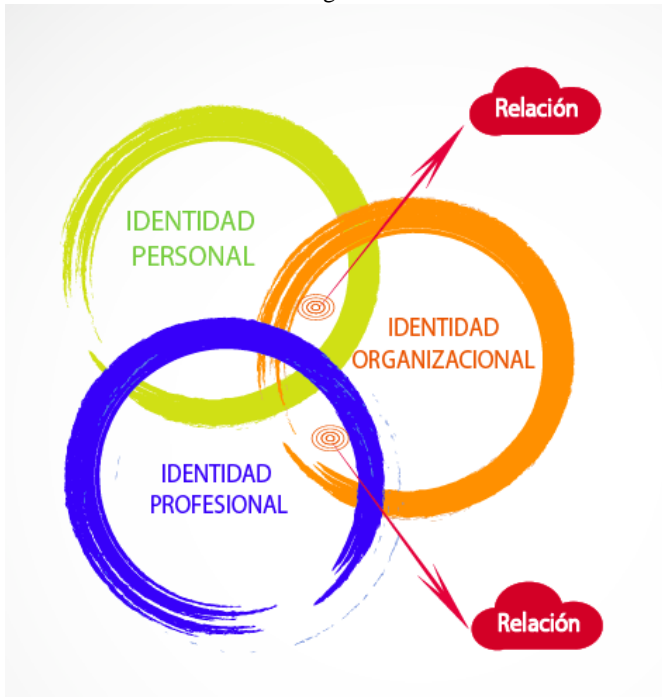 Relación
IDENTIDAD
PERSONAL
IDENTIDAD
ORGANIZACIONAL
IDENTIDAD
PROFESIONAL
Relación